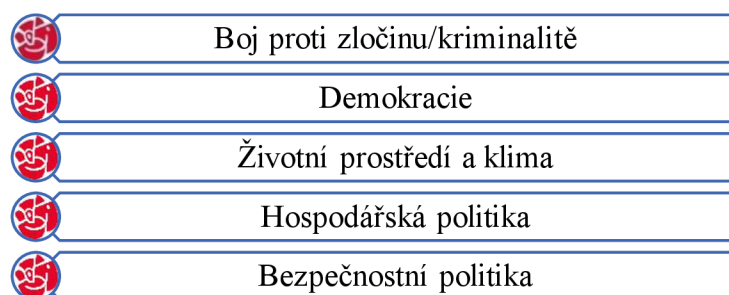 Boj proti zločinu/kriminalitě
Demokracie
Životní prostředí a klima
Hospodářská politika
Bezpečnostní politika